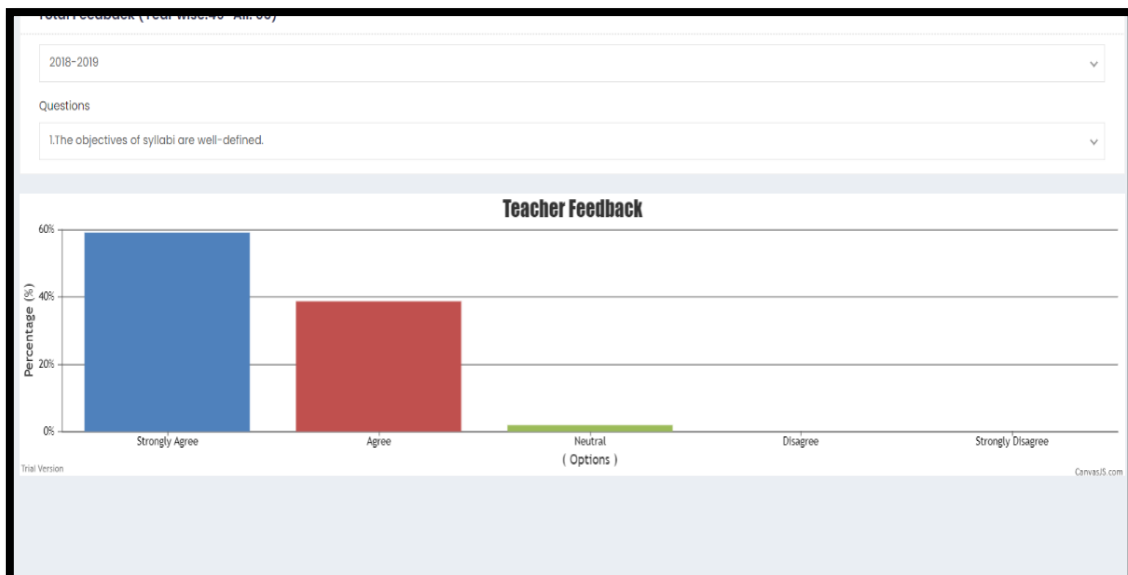 2018-2019
Questions
1.The objectives of syllabi are well-defined.
Teacher Feedback
60%
40%
20%
0%
Percentage (%)
Strongly Agree
Agree
Neutral
Disagree
Strongly Disagree
( Options )
Trial Version
CanvasJS.com